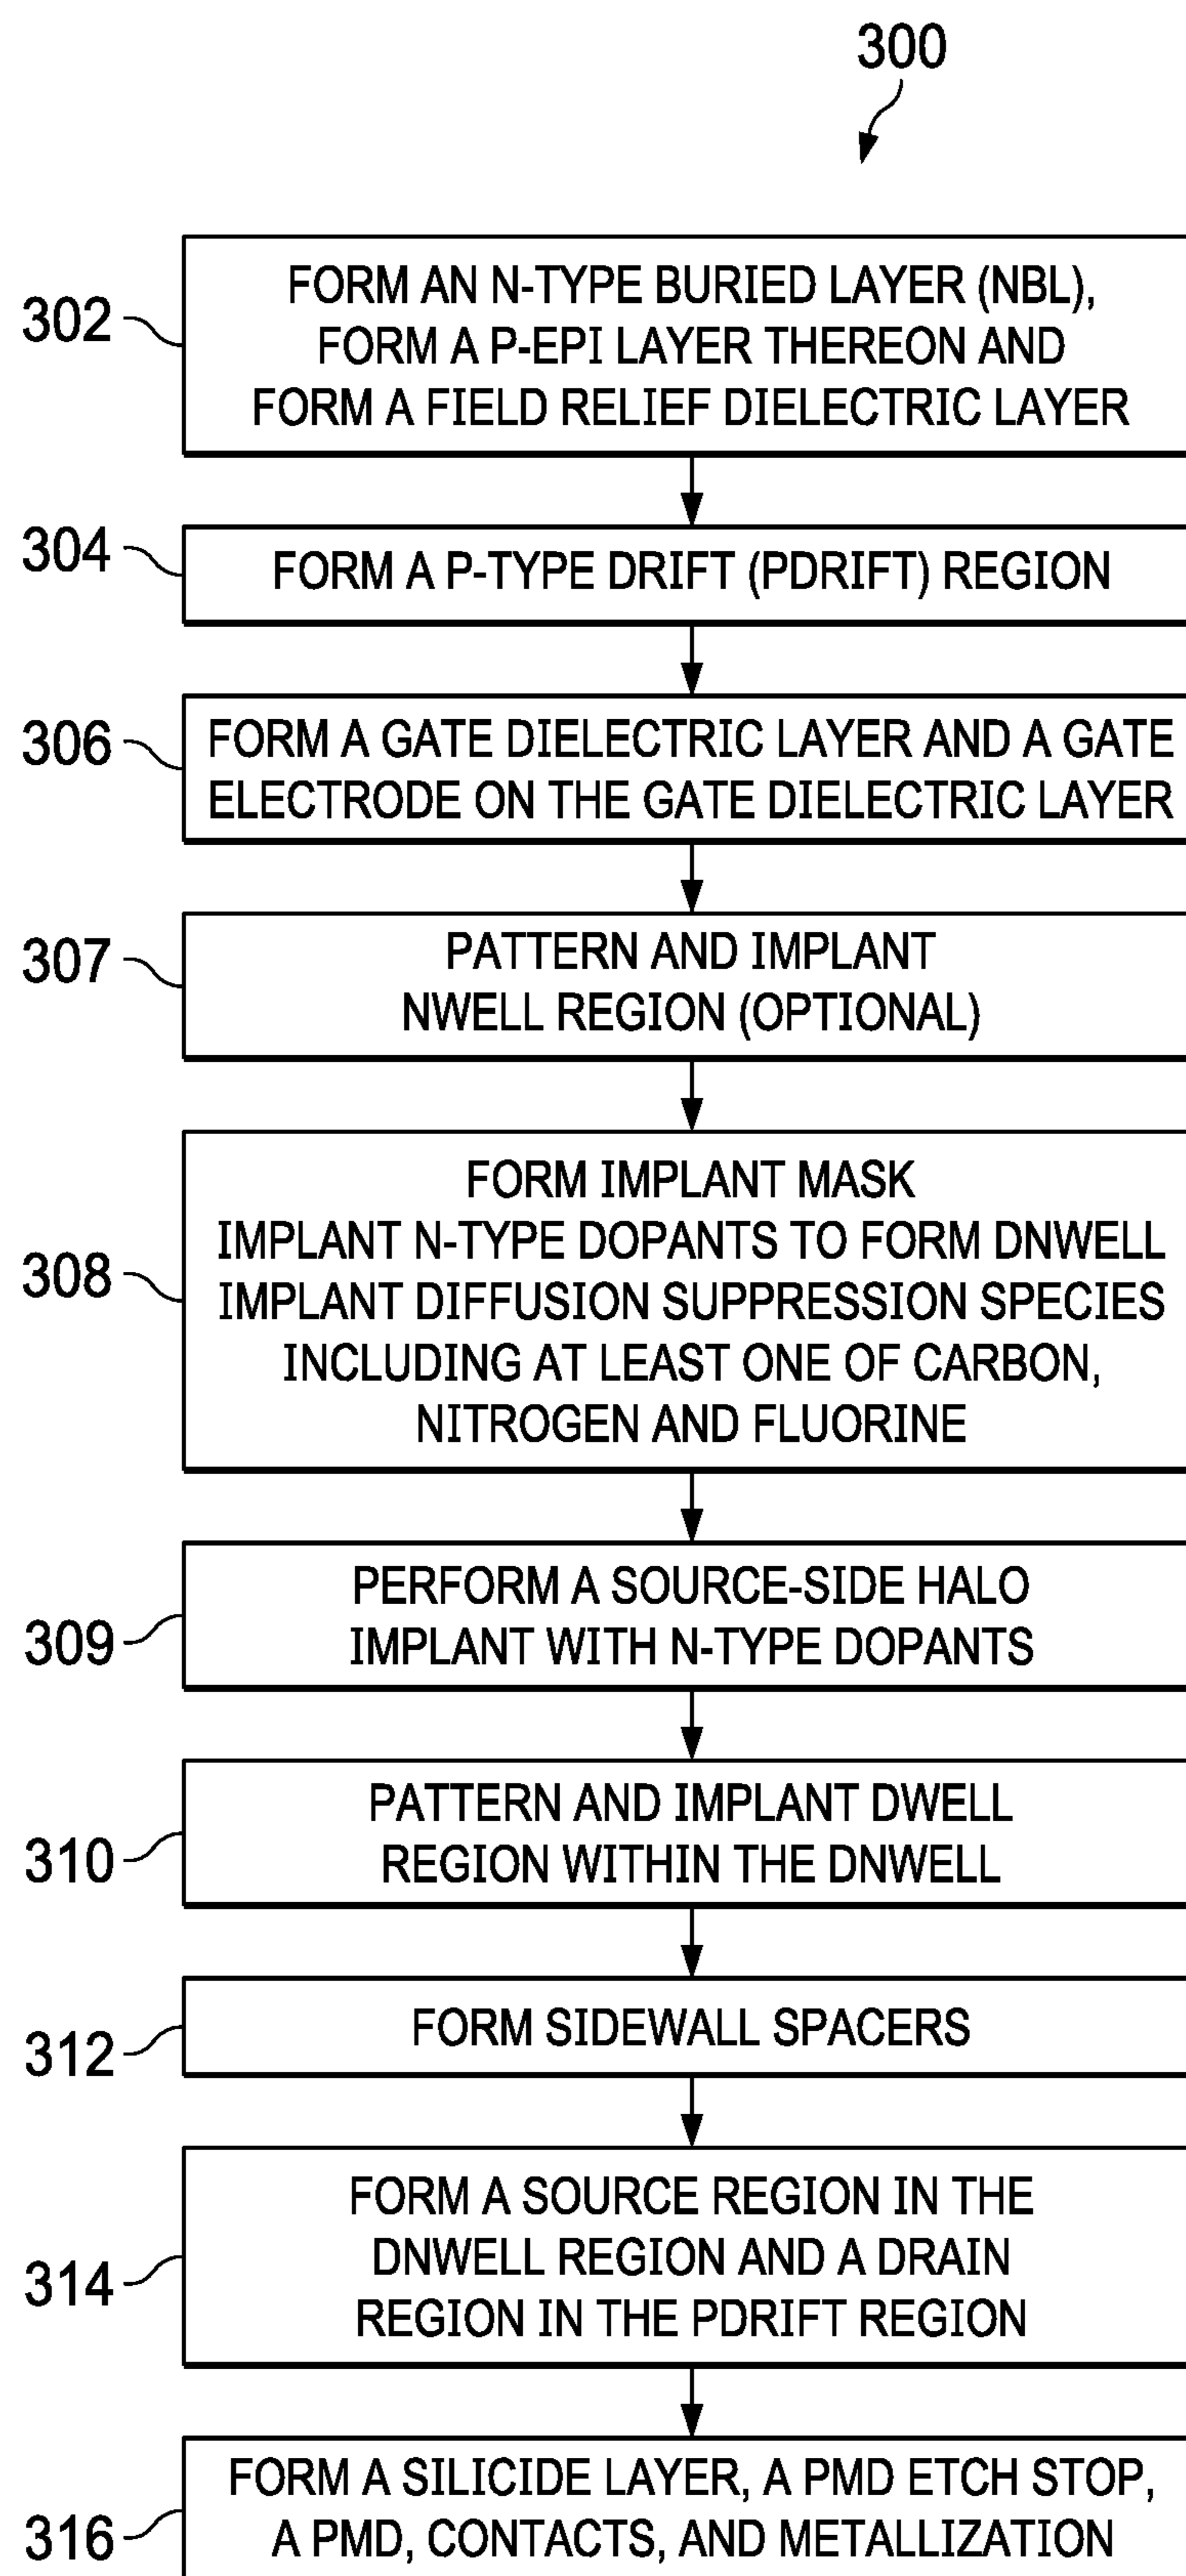 300
302
FORM AN N-TYPE BURIED LAYER (NBL),
FORM A P-EPI LAYER THEREON AND
FORM A FIELD RELIEF DIELECTRIC LAYER
304
FORM A P-TYPE DRIFT (PDRIFT) REGION
306
FORM A GATE DIELECTRIC LAYER AND A GATE
ELECTRODE ON THE GATE DIELECTRIC LAYER
307
PATTERN AND IMPLANT
NWELL REGION (OPTIONAL)
308
FORM IMPLANT MASK
IMPLANT N-TYPE DOPANTS TO FORM DNWELL
IMPLANT DIFFUSION SUPPRESSION SPECIES
INCLUDING AT LEAST ONE OF CARBON,
NITROGEN AND FLUORINE
309
PERFORM A SOURCE-SIDE HALO
IMPLANT WITH N-TYPE DOPANTS
310
PATTERN AND IMPLANT DWELL
REGION WITHIN THE DNWELL
312
FORM SIDEWALL SPACERS
314
FORM A SOURCE REGION IN THE
DNWELL REGION AND A DRAIN
REGION IN THE PDRIFT REGION
316
FORM A SILICIDE LAYER, A PMD ETCH STOP,
A PMD, CONTACTS, AND METALLIZATION